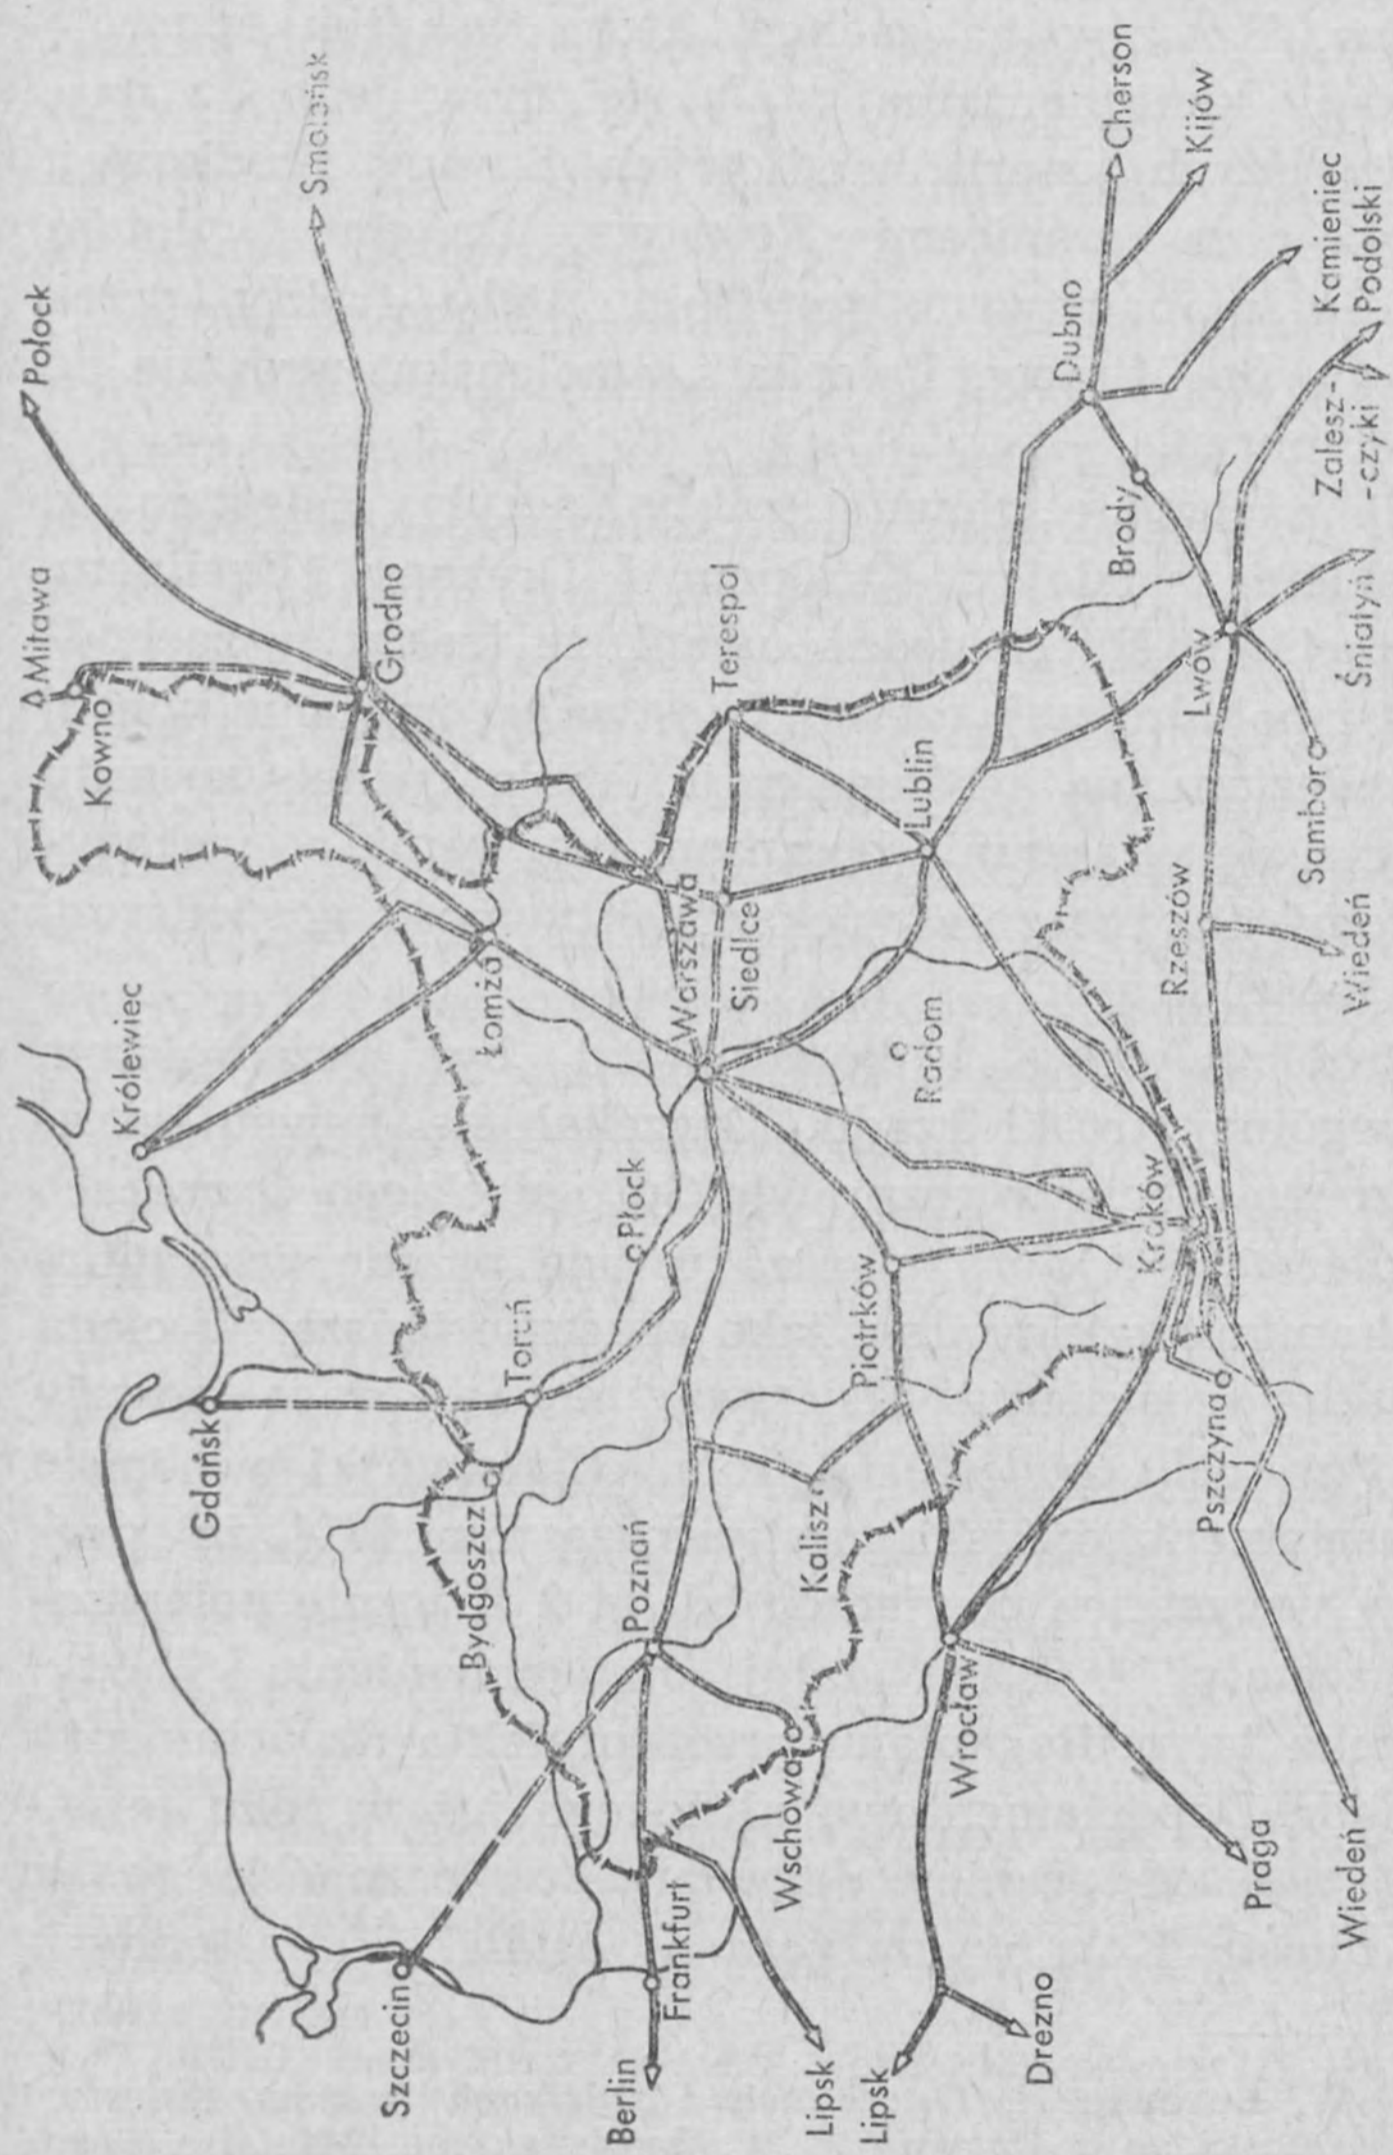 Połock
Smoleńsk
Mitawa
Kowno
Grodno
Królewiec
Gdańsk
Szczecin
Łomża
Toruń
Bydgoszcz
Płock
Warszawa
Siedlce
Terespol
Poznań
Berlin
Frankfurt
Wschowa
Kalisz
Piotrków
Radom
Lublin
Lipsk
Lipsk
Drezno
Wrocław
Kraków
Pszczyna
Rzeszów
Lwów
Brody
Dubno
Cherson
Kijów
Kamieniec
Podolski
Zalesz-
-czyki
Śniatyń
Sambor
Wiedeń
Praga
Wiedeń